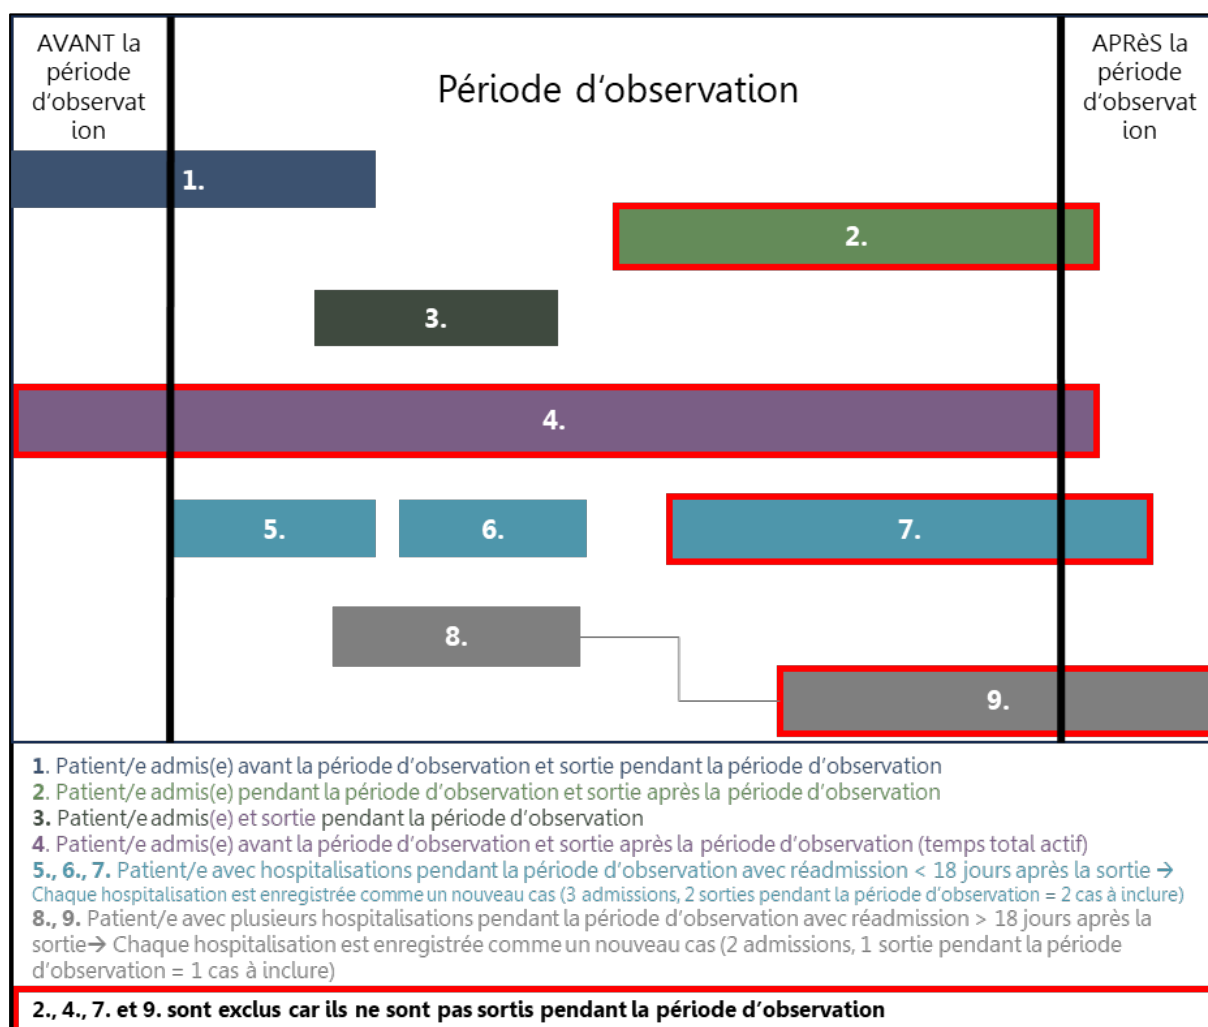 AVANT la
période
d'observat
ion
Période d'observation
APRèS la
période
d'observat
ion
1.
2.
3.
4.
5.
6.
7.
8.
9.
1. Patient/e admis(e) avant la période d'observation et sortie pendant la période d'observation
2. Patient/e admis(e) pendant la période d'observation et sortie après la période d'observation
3. Patient/e admis(e) et sortie pendant la période d'observation
4. Patient/e admis(e) avant la période d'observation et sortie après la période d'observation (temps total actif)
5., 6., 7. Patient/e avec hospitalisations pendant la période d'observation avec réadmission < 18 jours après la sortie →
Chaque hospitalisation est enregistrée comme un nouveau cas (3 admissions, 2 sorties pendant la période d'observation = 2 cas à inclure)
8., 9. Patient/e avec plusieurs hospitalisations pendant la période d'observation avec réadmission > 18 jours après la
sortie→ Chaque hospitalisation est enregistrée comme un nouveau cas (2 admissions, 1 sortie pendant la période
d'observation = 1 cas à inclure)
2., 4., 7. et 9. sont exclus car ils ne sont pas sortis pendant la période d'observation